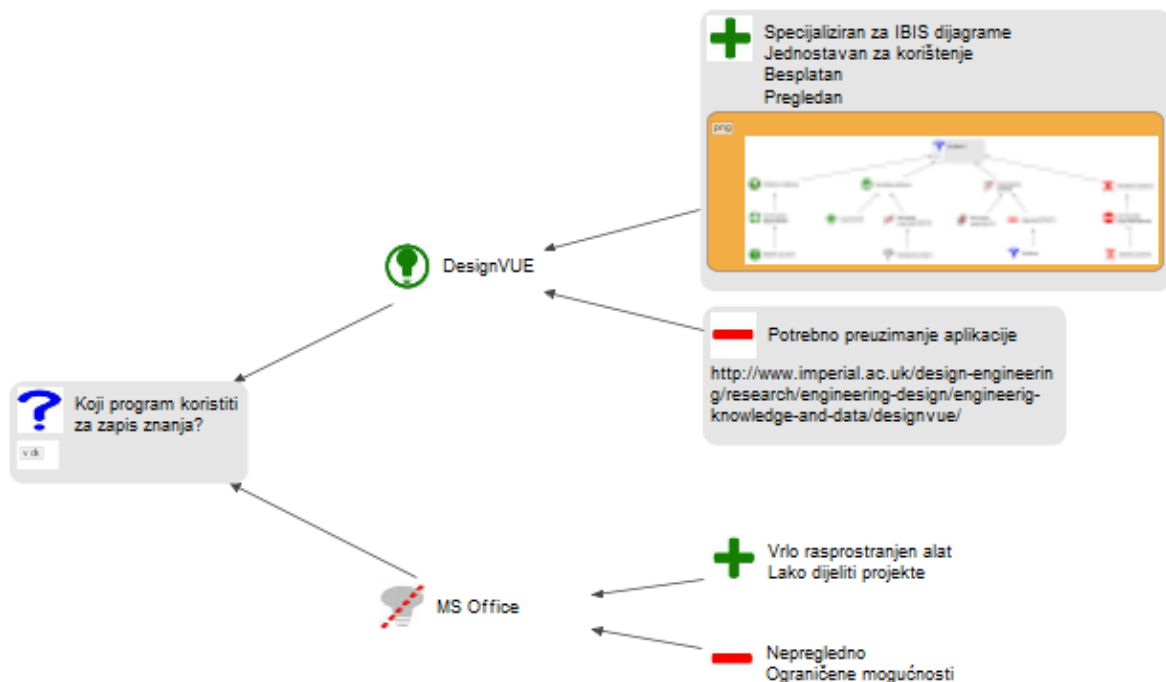 Specijaliziran za IBIS dijagrame
Jednostavan za korištenje
Besplatan
Pregledan
png
DesignVUE
Potrebno preuzimanje aplikacije
http://www.imperial.ac.uk/design-engineerin
g/research/engineering-design/engineerig-
knowledge-and-data/designvue/
Koji program koristiti
za zapis znanja?
Vrlo rasprostranjen alat
Lako dijeliti projekte
MS Office
Nepregledno
Ograničene mogućnosti